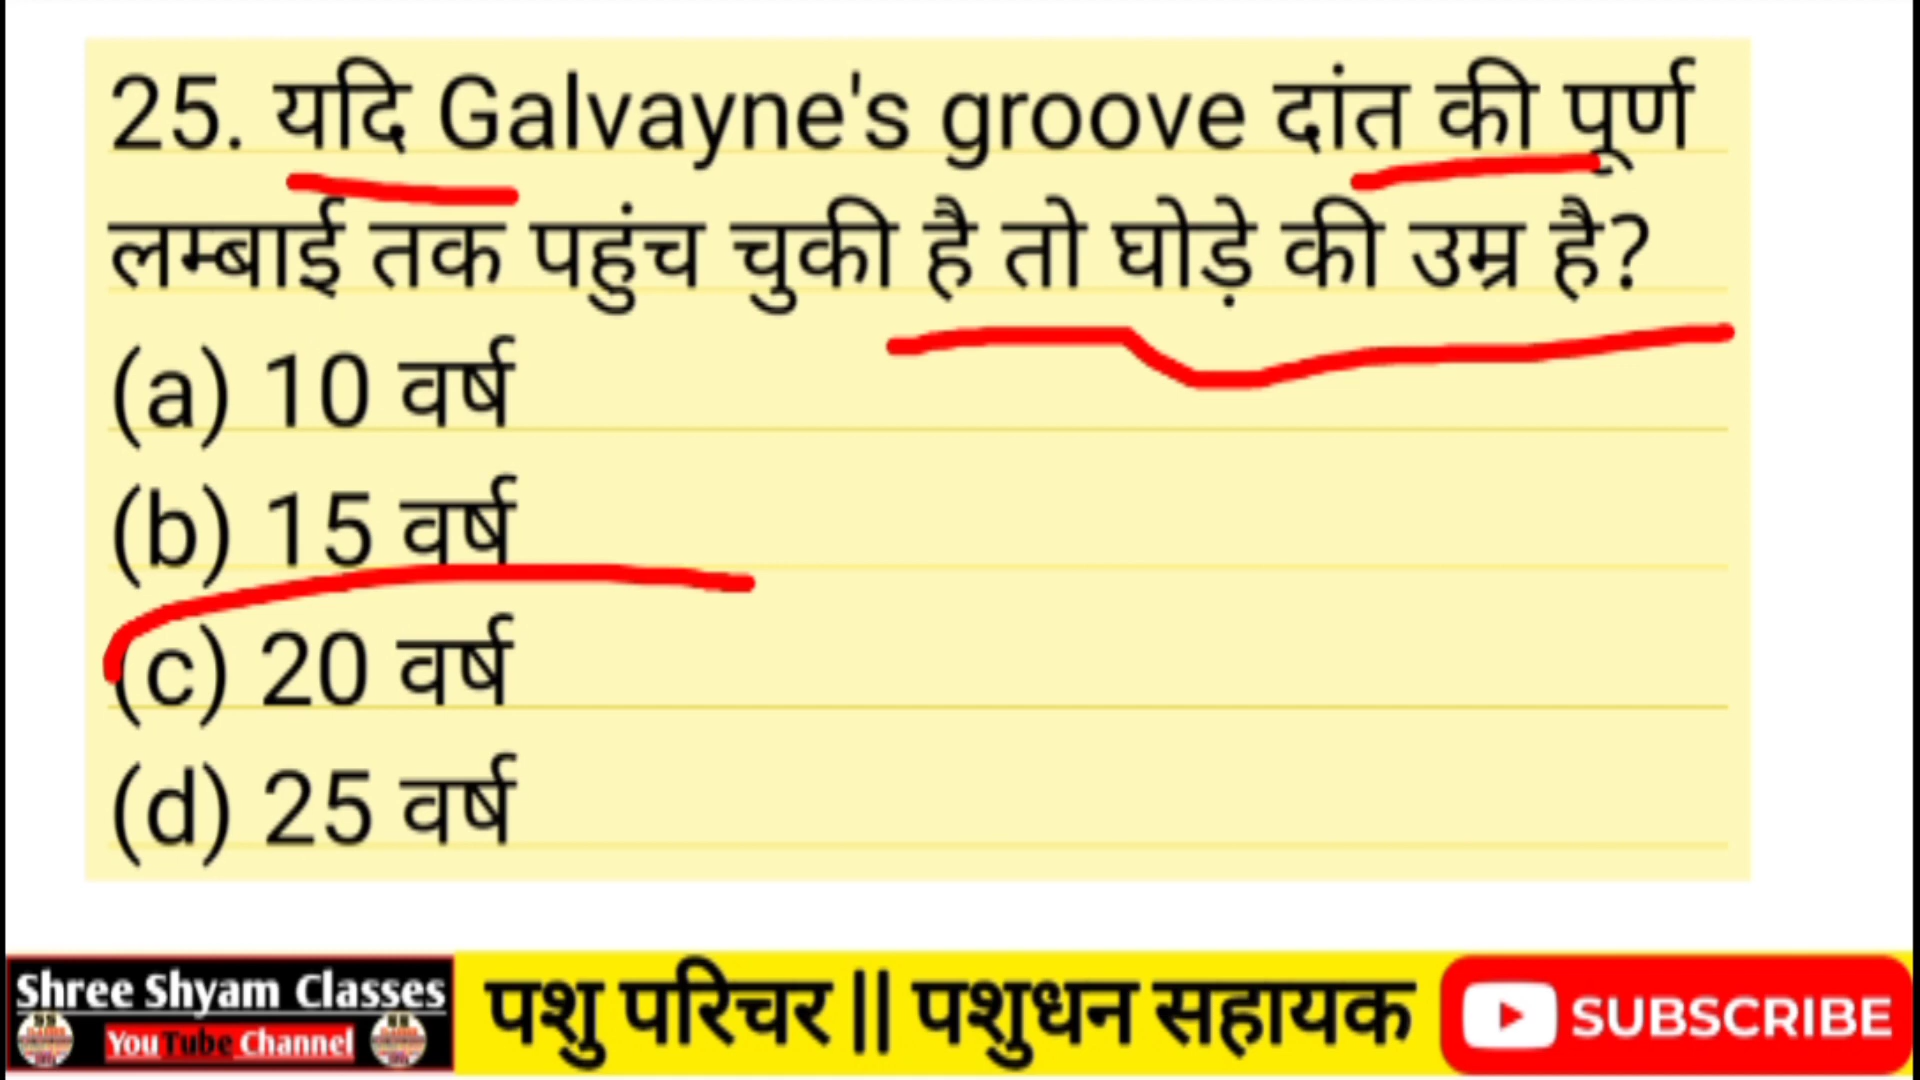 25. यदि Galvayne's groove दांत की पूर्ण
लम्बाई तक पहुंच चुकी है तो घोड़े की उम्र है?
(a) 10 वर्ष
(b) 15 वर्ष
(c) 20 वर्ष
(d) 25 वर्ष
Shree Shyam Classes
YouTube Channel
पशु परिचर || पशुधन सहायक
SUBSCRIBE